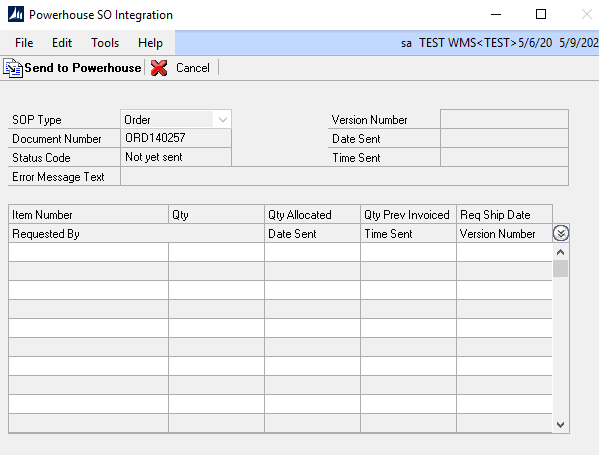 Powerhouse SO Integration
File Edit Tools Help sa TEST WMS<TEST> 5/6/20 5/9/202
Send to Powerhouse Cancel
SOP Type Order Version Number
Document Number ORD140257 Date Sent
Status Code Not yet sent Time Sent
Error Message Text
Item Number Qty Qty Allocated Qty Prev Invoiced Req Ship Date
Requested By Date Sent Time Sent Version Number